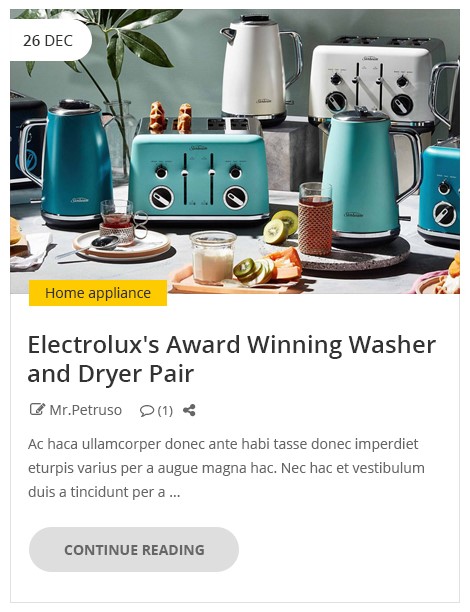 26 DEC
Home appliance
Electrolux's Award Winning Washer
and Dryer Pair
Mr.Petruso (1)
Ac haca ullamcorper donec ante habi tasse donec imperdiet
eturpis varius per a augue magna hac. Nec hac et vestibulum
duis a tincidunt per a ...
CONTINUE READING